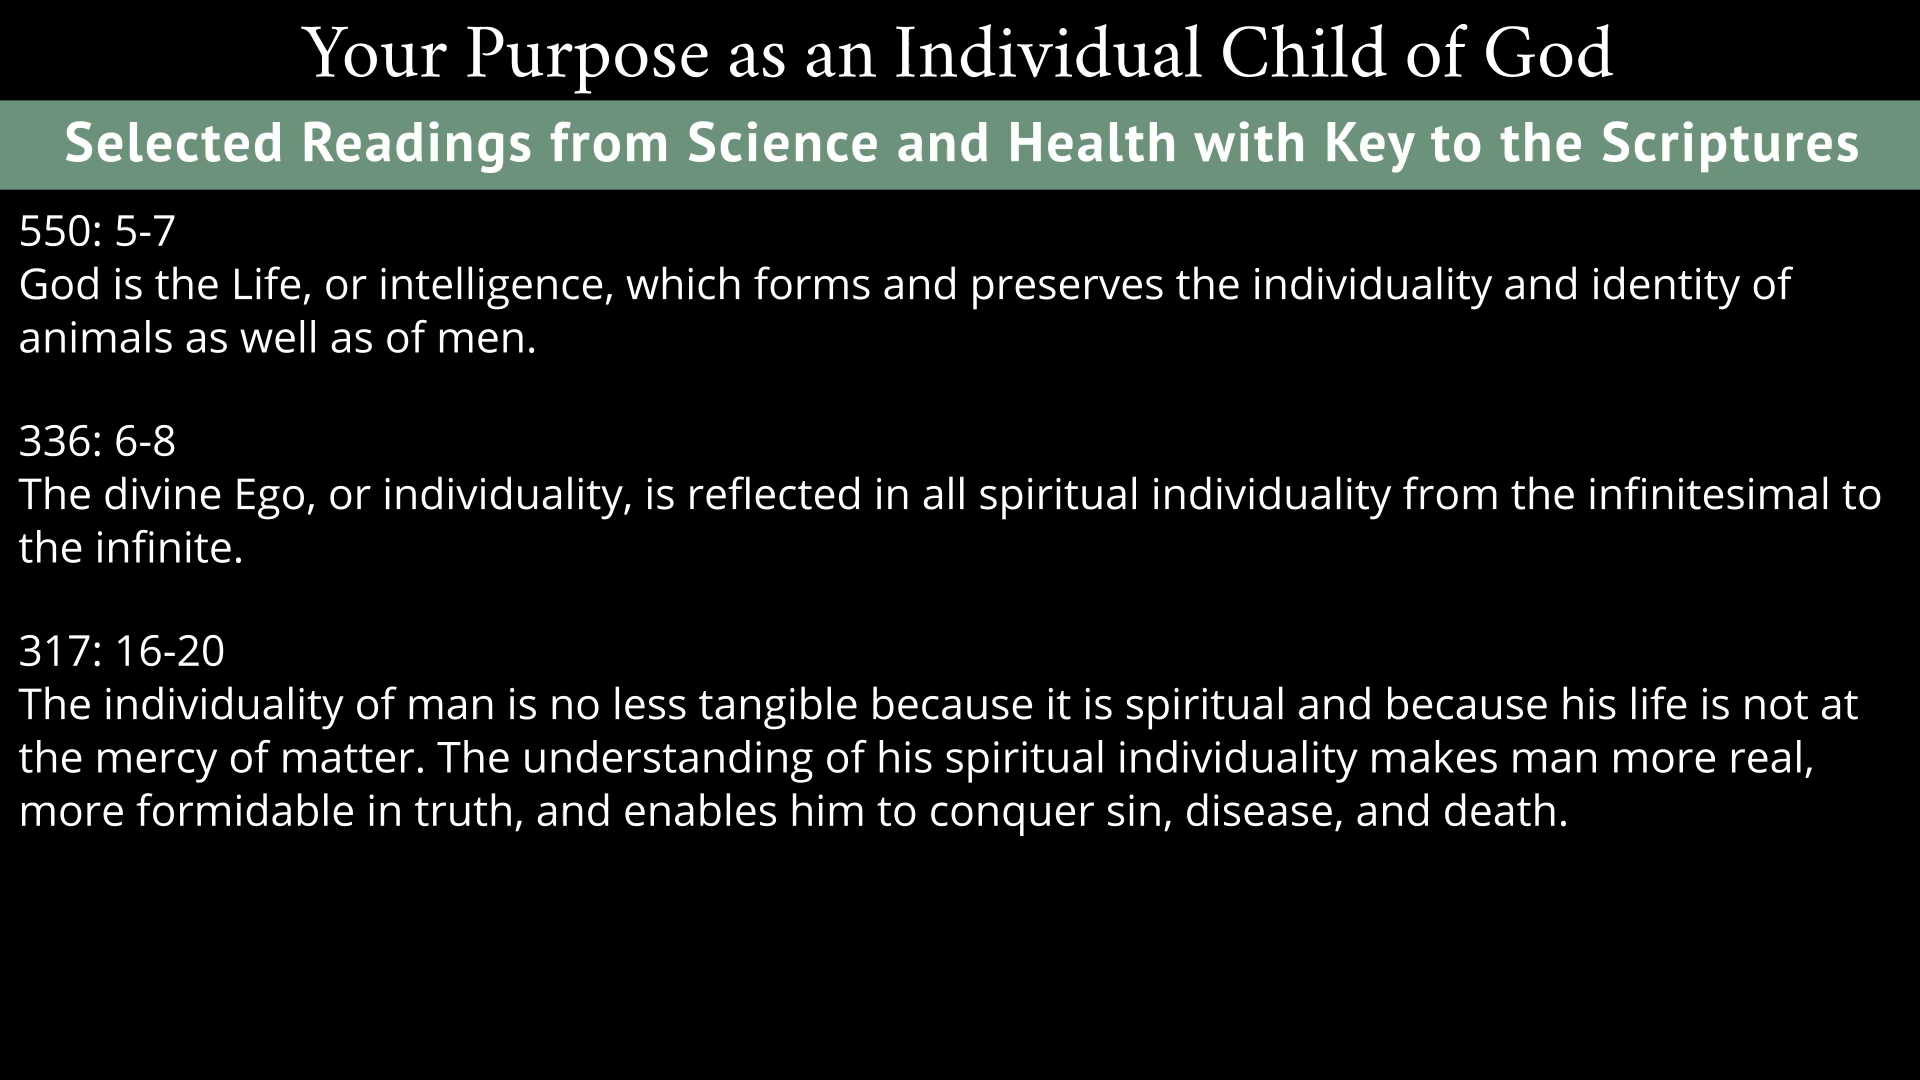 Your Purpose as an Individual Child of God
Selected Readings from Science and Health with Key to the Scriptures
550: 5-7
God is the Life, or intelligence, which forms and preserves the individuality and identity of
animals as well as of men.
336: 6-8
The divine Ego, or individuality, is reflected in all spiritual individuality from the infinitesimal to
the infinite.
317: 16-20
The individuality of man is no less tangible because it is spiritual and because his life is not at
the mercy of matter. The understanding of his spiritual individuality makes man more real,
more formidable in truth, and enables him to conquer sin, disease, and death.